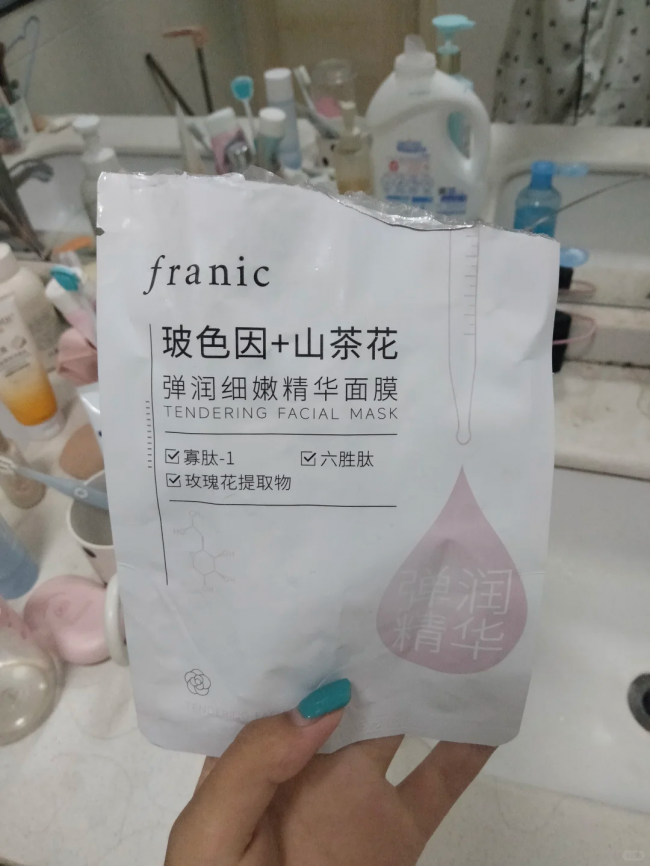 franic
玻色因+山茶花
弹润细嫩精华面膜
TENDERING FACIAL MASK
寡肽-1
六胜肽
玫瑰花提取物
弹润
精华